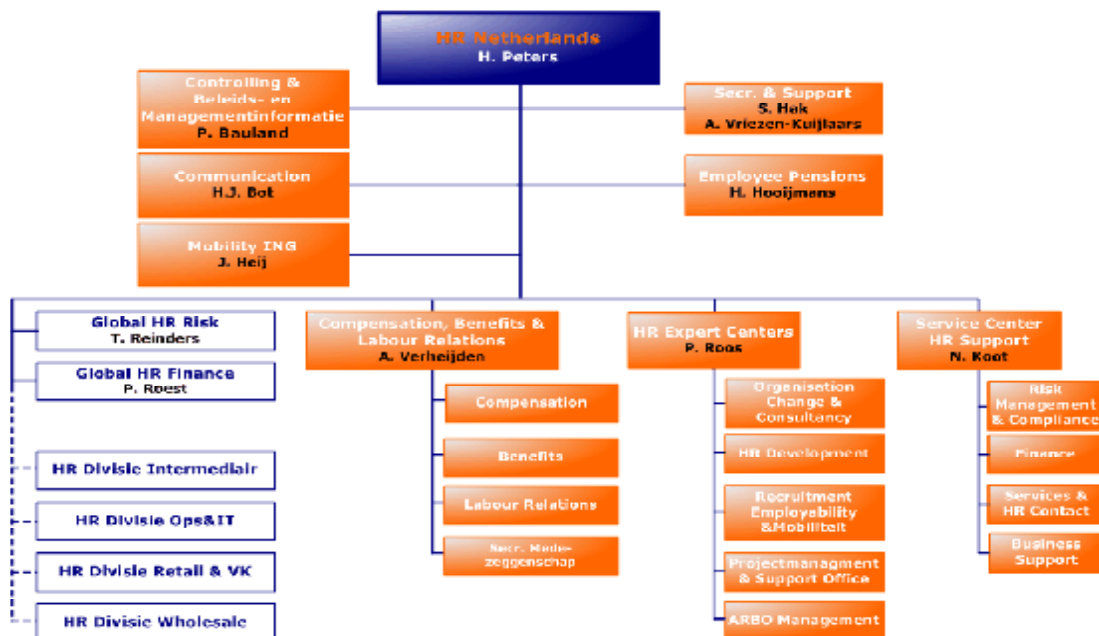 HR Netherlands
H. Peters
Controlling &
Beleids- en
Managementinformatie
P. Bauland
Secr. & Support
S. Hak
A. Vriezen-Kuijlaars
Communication
H.J. Bot
Employee Pensions
H. Hooijmans
Mobility ING
J. Heij
Global HR Risk
T. Reinders
Global HR Finance
P. Roest
HR Divisie Intermediair
HR Divisie Ops&IT
HR Divisie Retail & VK
HR Divisie Wholesale
Compensation, Benefits &
Labour Relations
A. Verheijden
Compensation
Benefits
Labour Relations
Secr. Mede-
zeggenschap
HR Expert Centers
P. Roos
Organisation
Change &
Consultancy
HR Development
Recruitment
Employability
&Mobiliteit
Projectmanagment
& Support Office
ARBO Management
Service Center
HR Support
N. Koot
Risk
Management
& Compliance
Finance
Services &
HR Contact
Business
Support